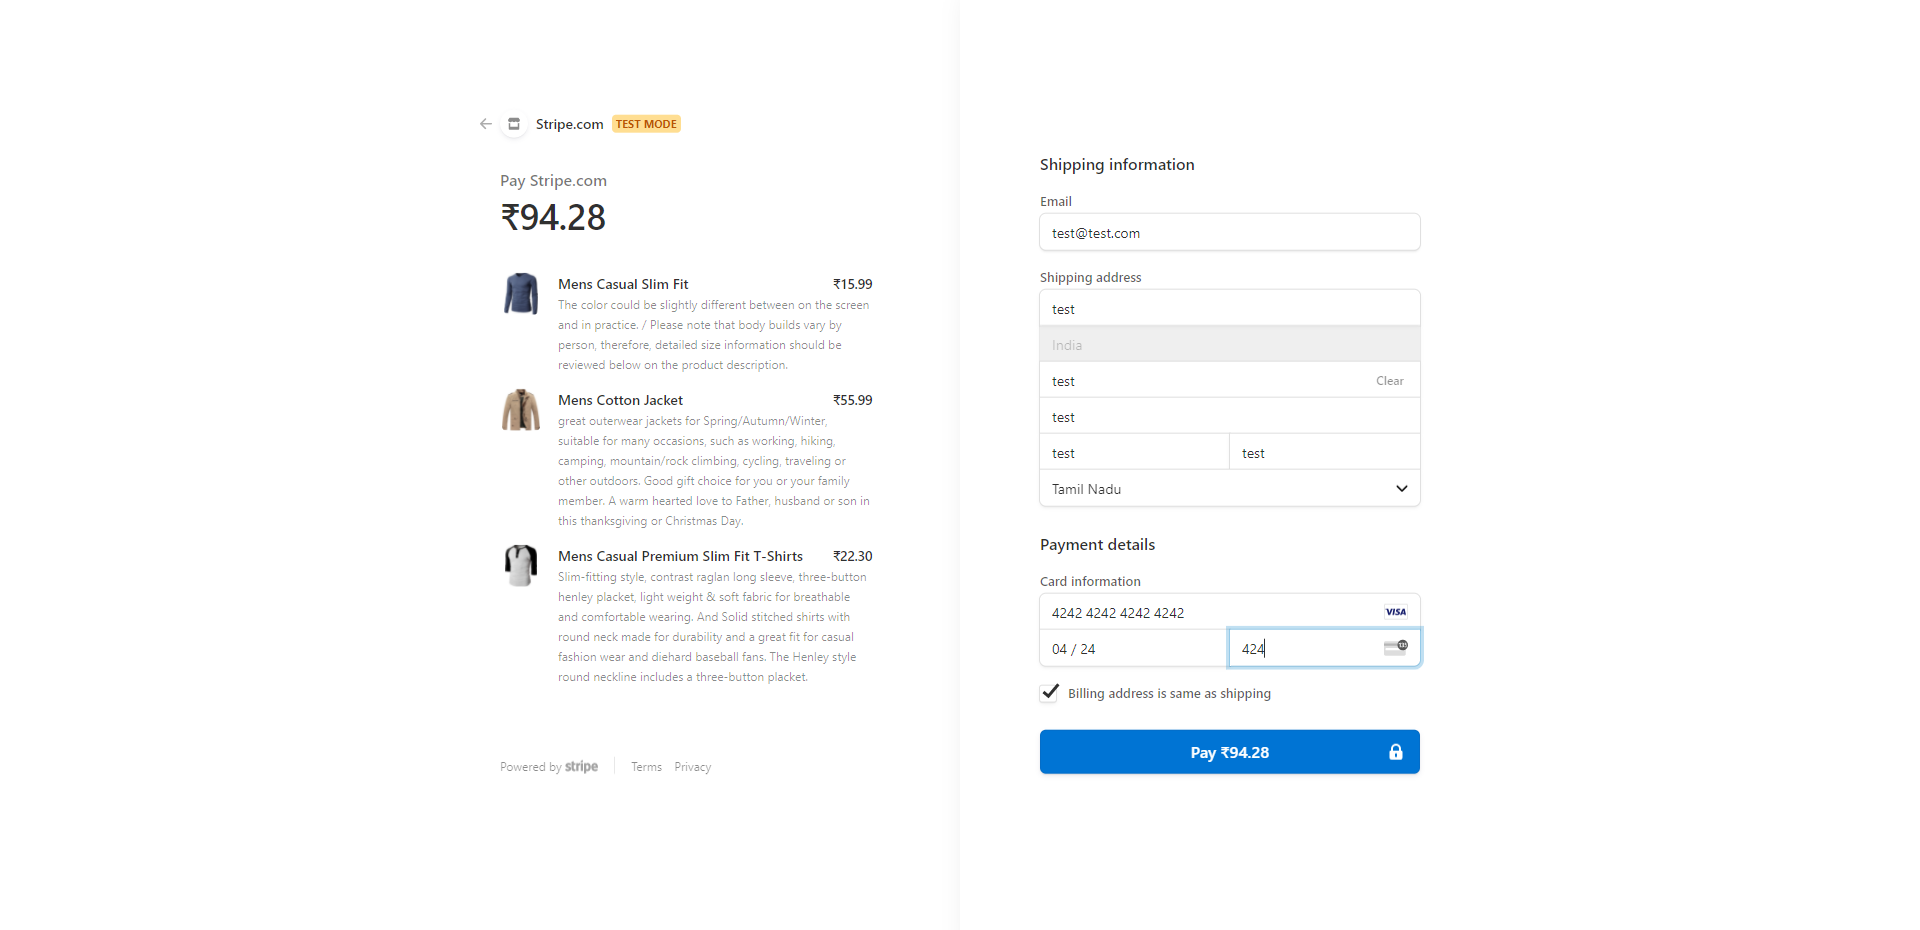 Stripe.com TEST MODE
Pay Stripe.com
₹94.28
Mens Casual Slim Fit ₹15.99
The color could be slightly different between on the screen
and in practice. / Please note that body builds vary by
person, therefore, detailed size information should be
reviewed below on the product description.
Mens Cotton Jacket ₹55.99
great outerwear jackets for Spring/Autumn/Winter,
suitable for many occasions, such as working, hiking,
camping, mountain/rock climbing, cycling, traveling or
other outdoors. Good gift choice for you or your family
member. A warm hearted love to Father, husband or son in
this thanksgiving or Christmas Day.
Mens Casual Premium Slim Fit T-Shirts ₹22.30
Slim-fitting style, contrast raglan long sleeve, three-button
henley placket, light weight & soft fabric for breathable
and comfortable wearing. And Solid stitched shirts with
round neck made for durability and a great fit for casual
fashion wear and diehard baseball fans. The Henley style
round neckline includes a three-button placket.
Powered by stripe Terms Privacy
Shipping information
Email
test@test.com
Shipping address
test
India
test Clear
test
test test
Tamil Nadu
Payment details
Card information
4242 4242 4242 4242 VISA
04 / 24 424
Billing address is same as shipping
Pay ₹94.28